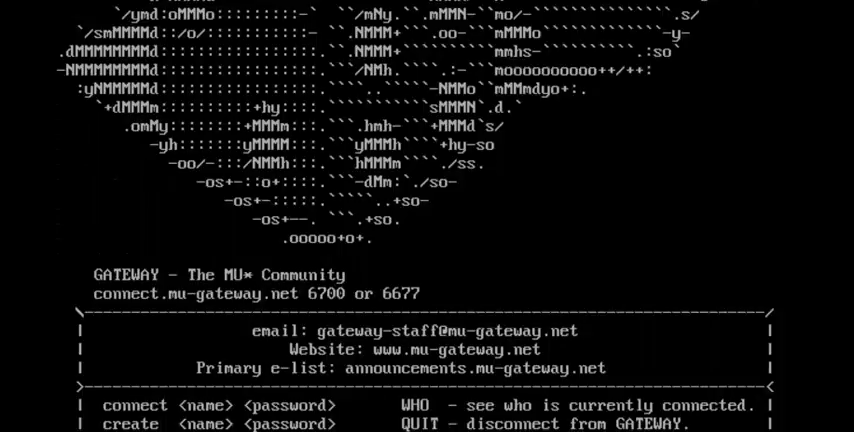 GATEWAY - The MU* Community
connect.mu-gateway.net 6700 or 6677
email: gateway-staff@mu-gateway.net
Website: www.mu-gateway.net
Primary e-list: announcements.mu-gateway.net
connect <name> <password> WHO - see who is currently connected.
create <name> <password> QUIT - disconnect from GATEWAY.